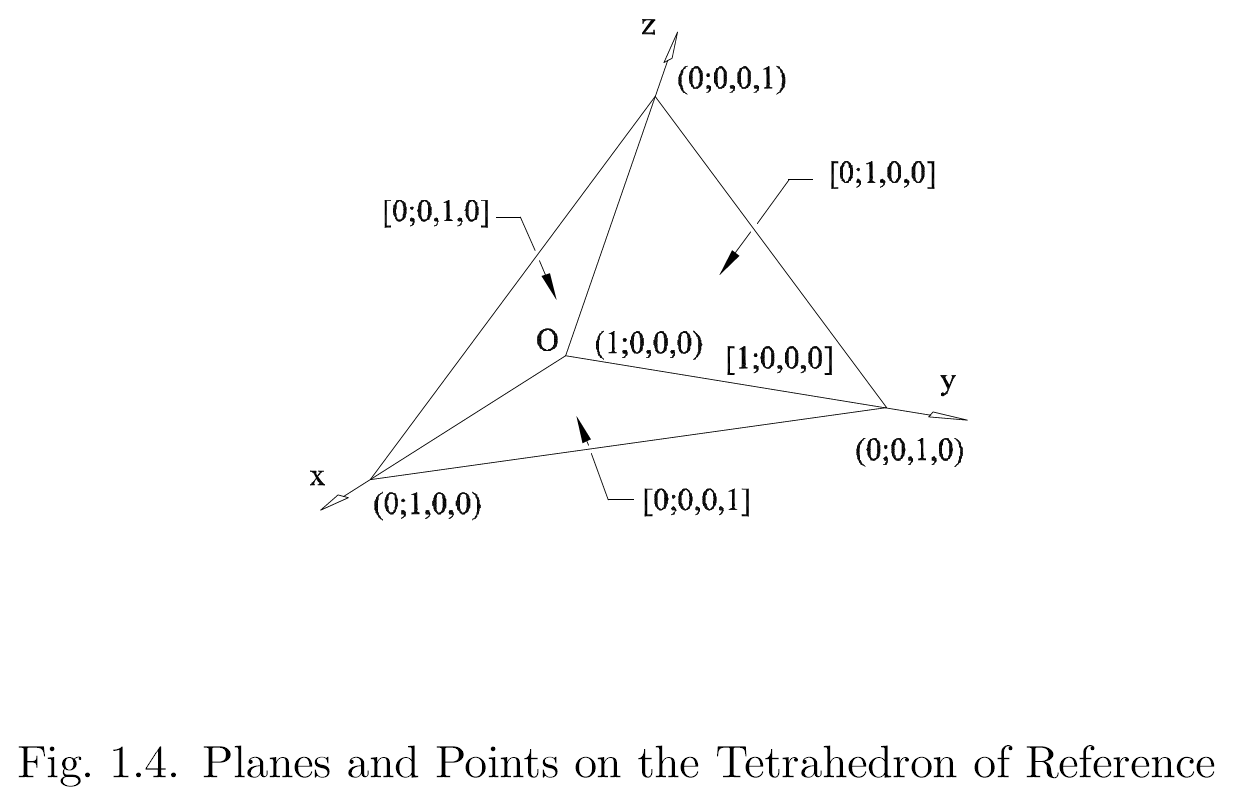 z
(0;0,0,1)
[0;1,0,0]
[0;0,1,0]
O
(1;0,0,0)
[1;0,0,0]
y
(0;0,1,0)
x
(0;1,0,0)
[0;0,0,1]
Fig. 1.4. Planes and Points on the Tetrahedron of Reference